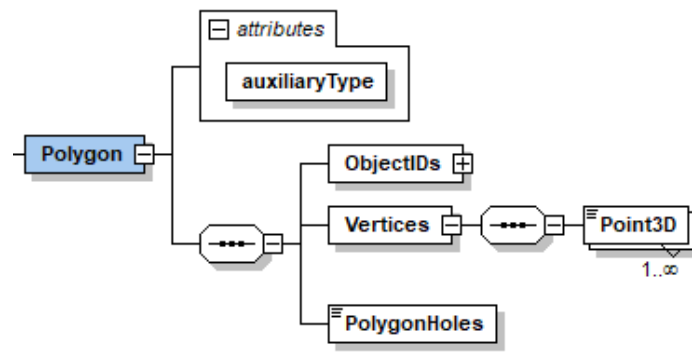 attributes
auxiliaryType
Polygon
ObjectIDs
Vertices
Point3D
1..∞
PolygonHoles